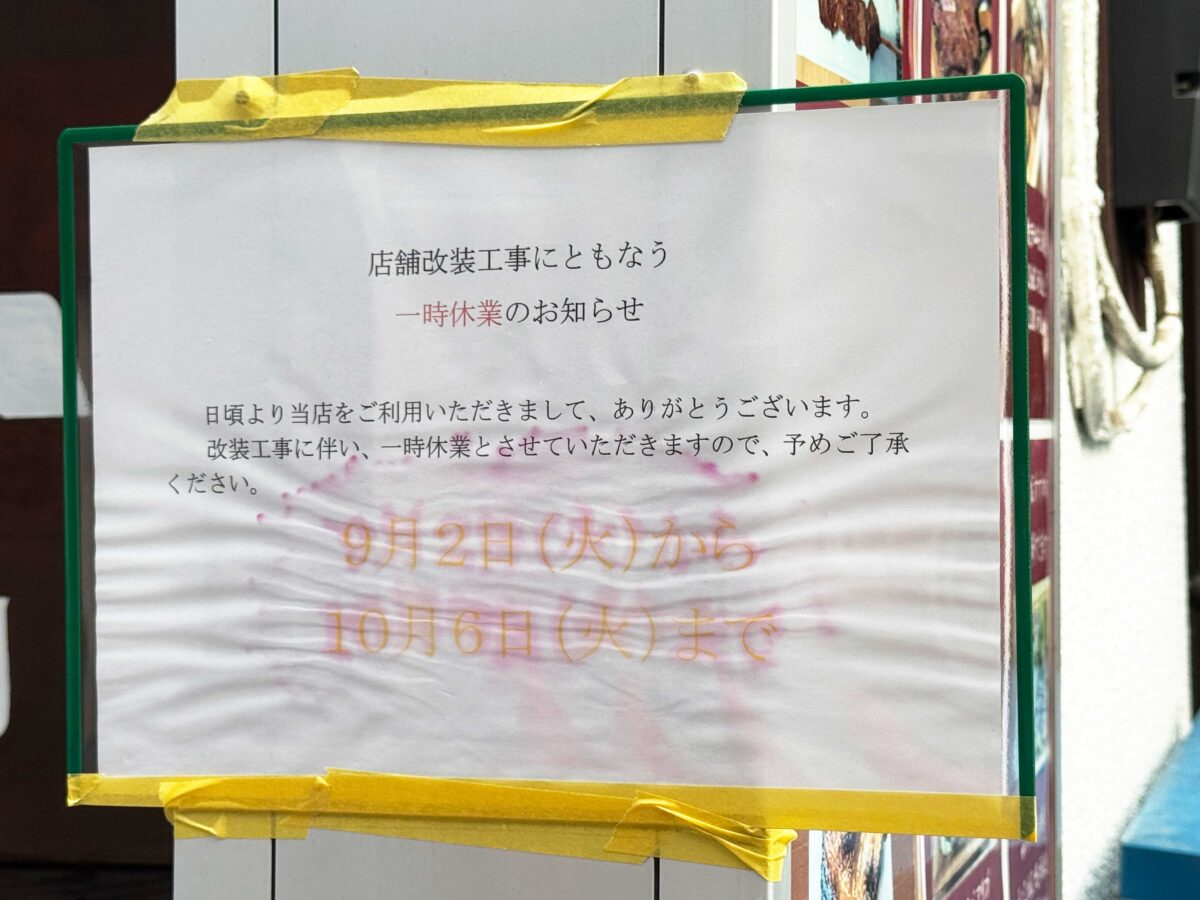 店舗改装工事にともなう
一時休業のお知らせ
日頃より当店をご利用いただきまして、ありがとうございます。
改装工事に伴い、一時休業とさせていただきますので、予めご了承
ください。
9月2日(火)から
10月6日(火)まで